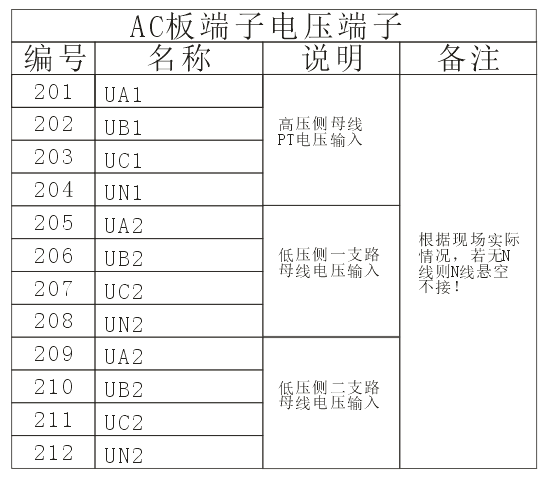 AC板端子电压端子
编号 名称 说明 备注
201 UA1
202 UB1
203 UC1
204 UN1
高压侧母线
PT电压输入
205 UA2
206 UB2
207 UC2
208 UN2
低压侧一支路
母线电压输入
209 UA2
210 UB2
211 UC2
212 UN2
低压侧二支路
母线电压输入
根据现场实际
情况，若无N
线则N线悬空
不接！